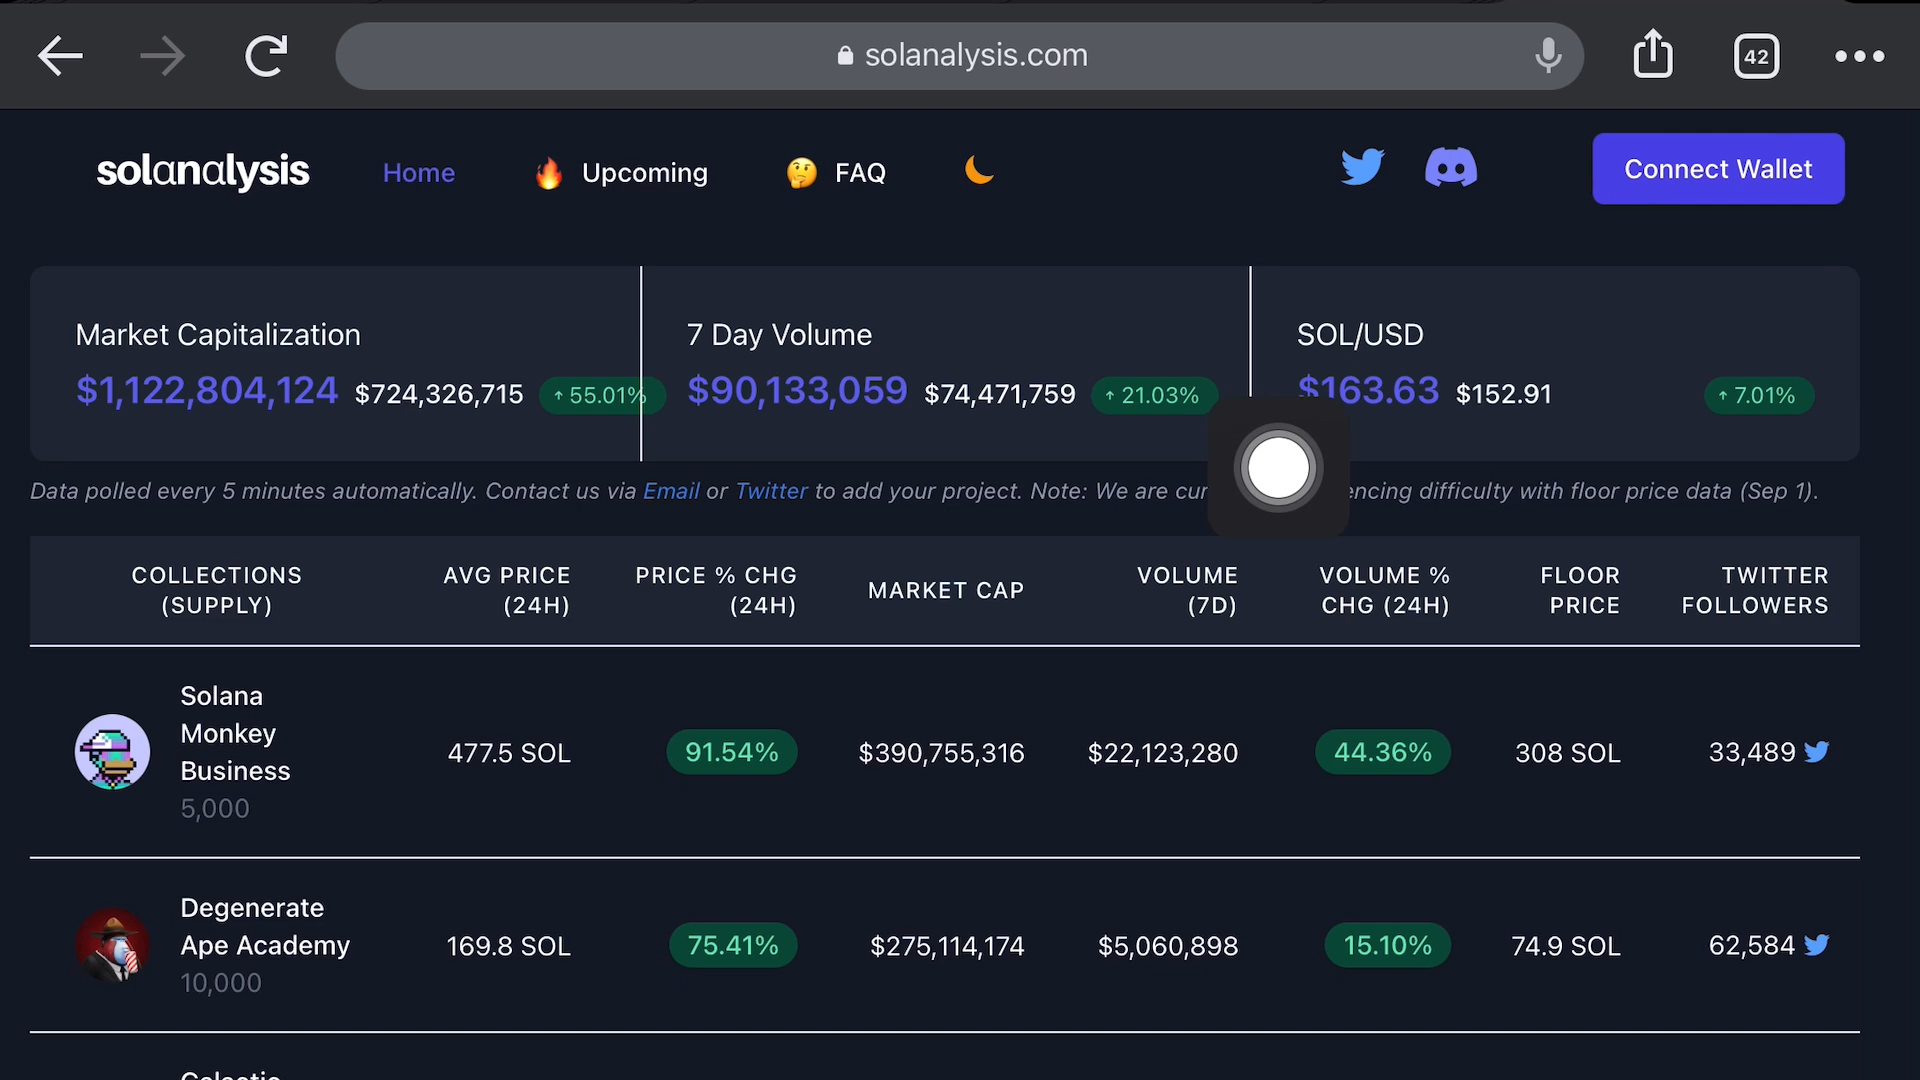 solanalysis.com
42
solanalysis Home Upcoming FAQ Connect Wallet
Market Capitalization
$1,122,804,124 $724,326,715 ↑ 55.01%
7 Day Volume
$90,133,059 $74,471,759 ↑ 21.03%
SOL/USD
$163.63 $152.91 ↑ 7.01%
Data polled every 5 minutes automatically. Contact us via Email or Twitter to add your project. Note: We are cur encing difficulty with floor price data (Sep 1).
COLLECTIONS (SUPPLY) AVG PRICE (24H) PRICE % CHG (24H) MARKET CAP VOLUME (7D) VOLUME % CHG (24H) FLOOR PRICE TWITTER FOLLOWERS
Solana
Monkey
Business
5,000
477.5 SOL 91.54% $390,755,316 $22,123,280 44.36% 308 SOL 33,489
Degenerate
Ape Academy
10,000
169.8 SOL 75.41% $275,114,174 $5,060,898 15.10% 74.9 SOL 62,584